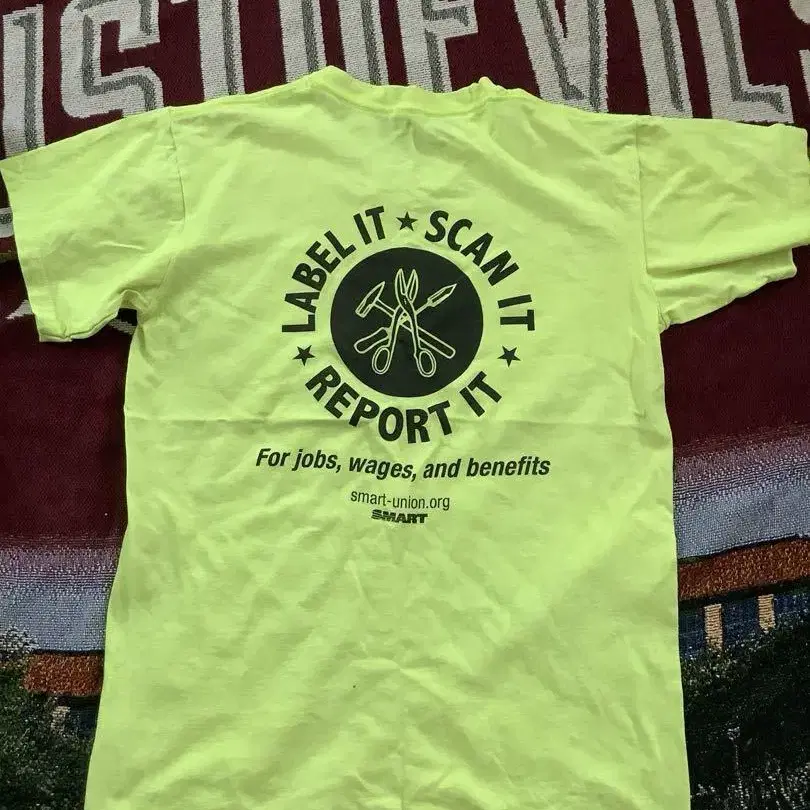 LABEL IT ★ SCAN IT
★ REPORT IT ★
For jobs, wages, and benefits
smart-union.org
SMART